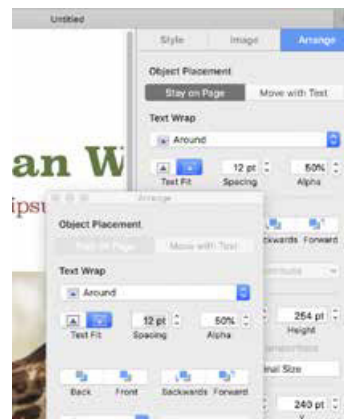 Untitled
Style Image Arrange
Object Placement
Stay on Page Move with Text
Text Wrap
Around
an W
12 pt 50%
Text Fit Spacing Alpha
ipsu
Arrange
Object Placement
Stay on Page Move with Text
Text Wrap
Around
12 pt 50%
Text Fit Spacing Alpha
Back Front Backwards Forward
ckwards Forward
254 pt
Height
nal Size
240 pt